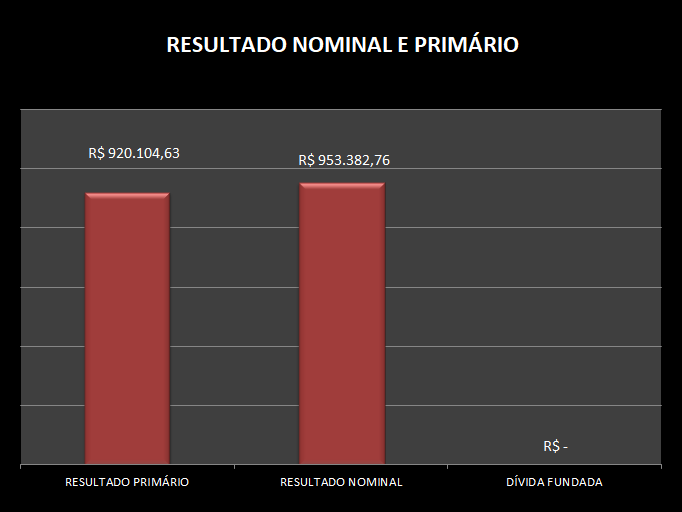 RESULTADO NOMINAL E PRIMÁRIO
R$ 920.104,63
R$ 953.382,76
R$ -
RESULTADO PRIMÁRIO
RESULTADO NOMINAL
DÍVIDA FUNDADA